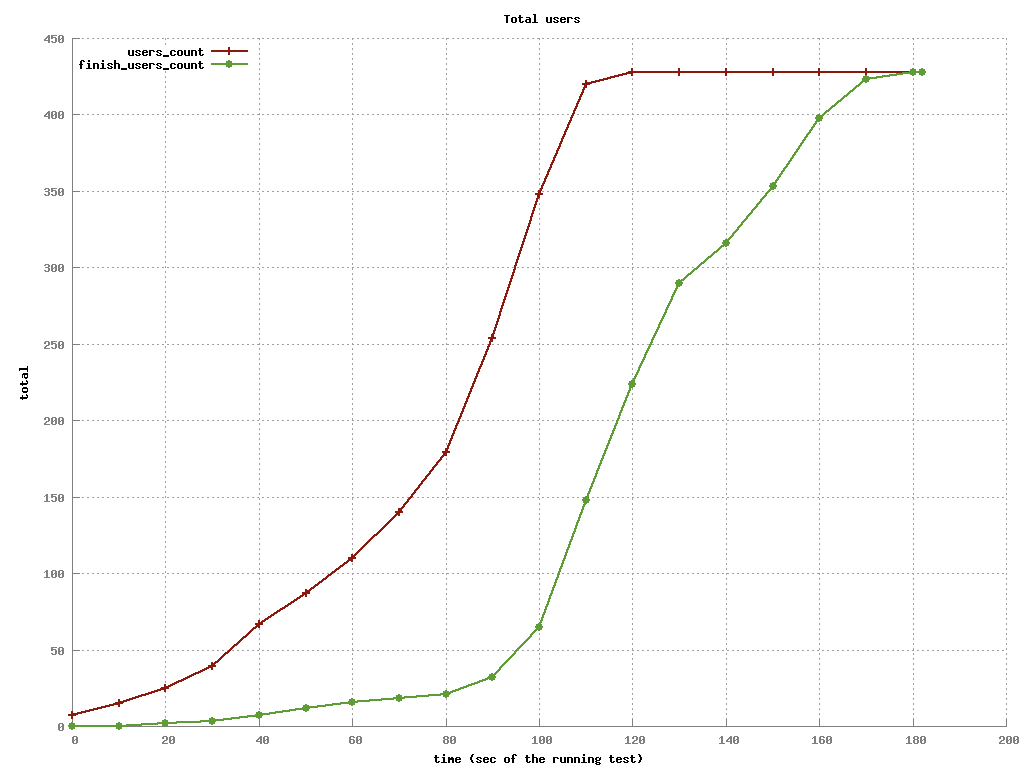 Total users
users_count
finish_users_count
450
400
350
300
250
200
150
100
50
0
total
0 20 40 60 80 100 120 140 160 180 200
time (sec of the running test)